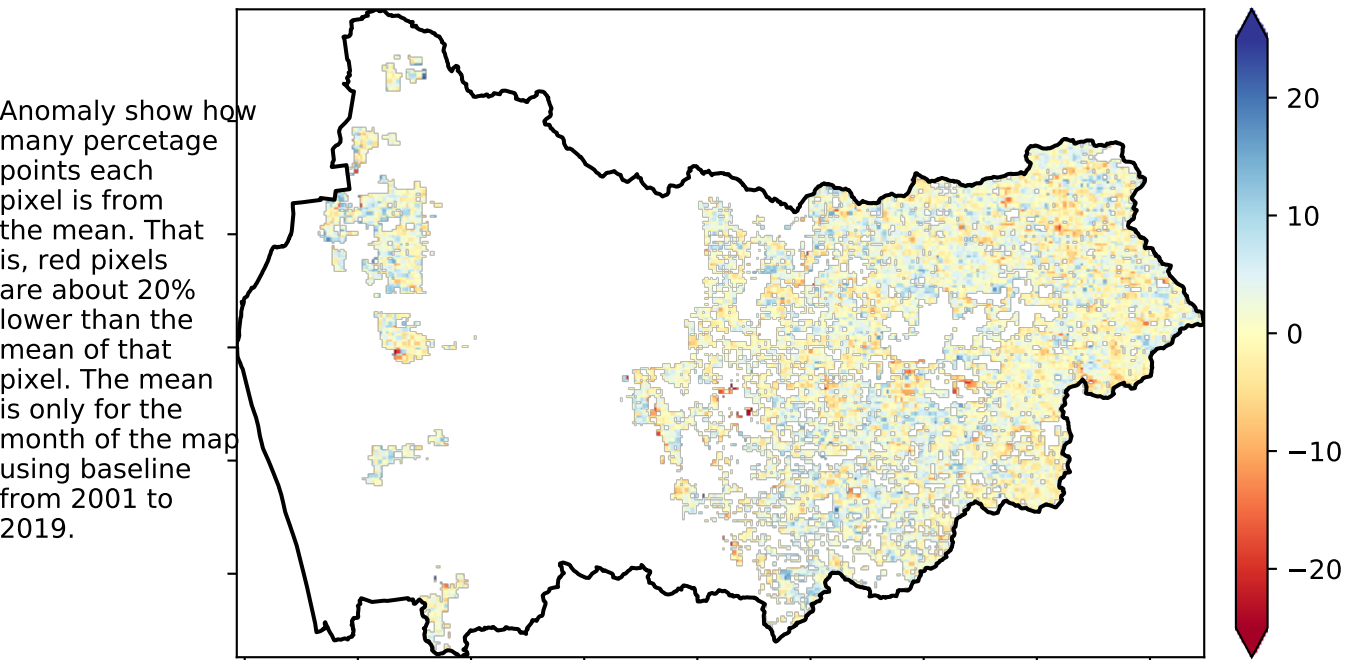 Anomaly show how
many percetage
points each
pixel is from
the mean. That
is, red pixels
are about 20%
lower than the
mean of that
pixel. The mean
is only for the
month of the map
using baseline
from 2001 to
2019.
20
10
0
−10
−20